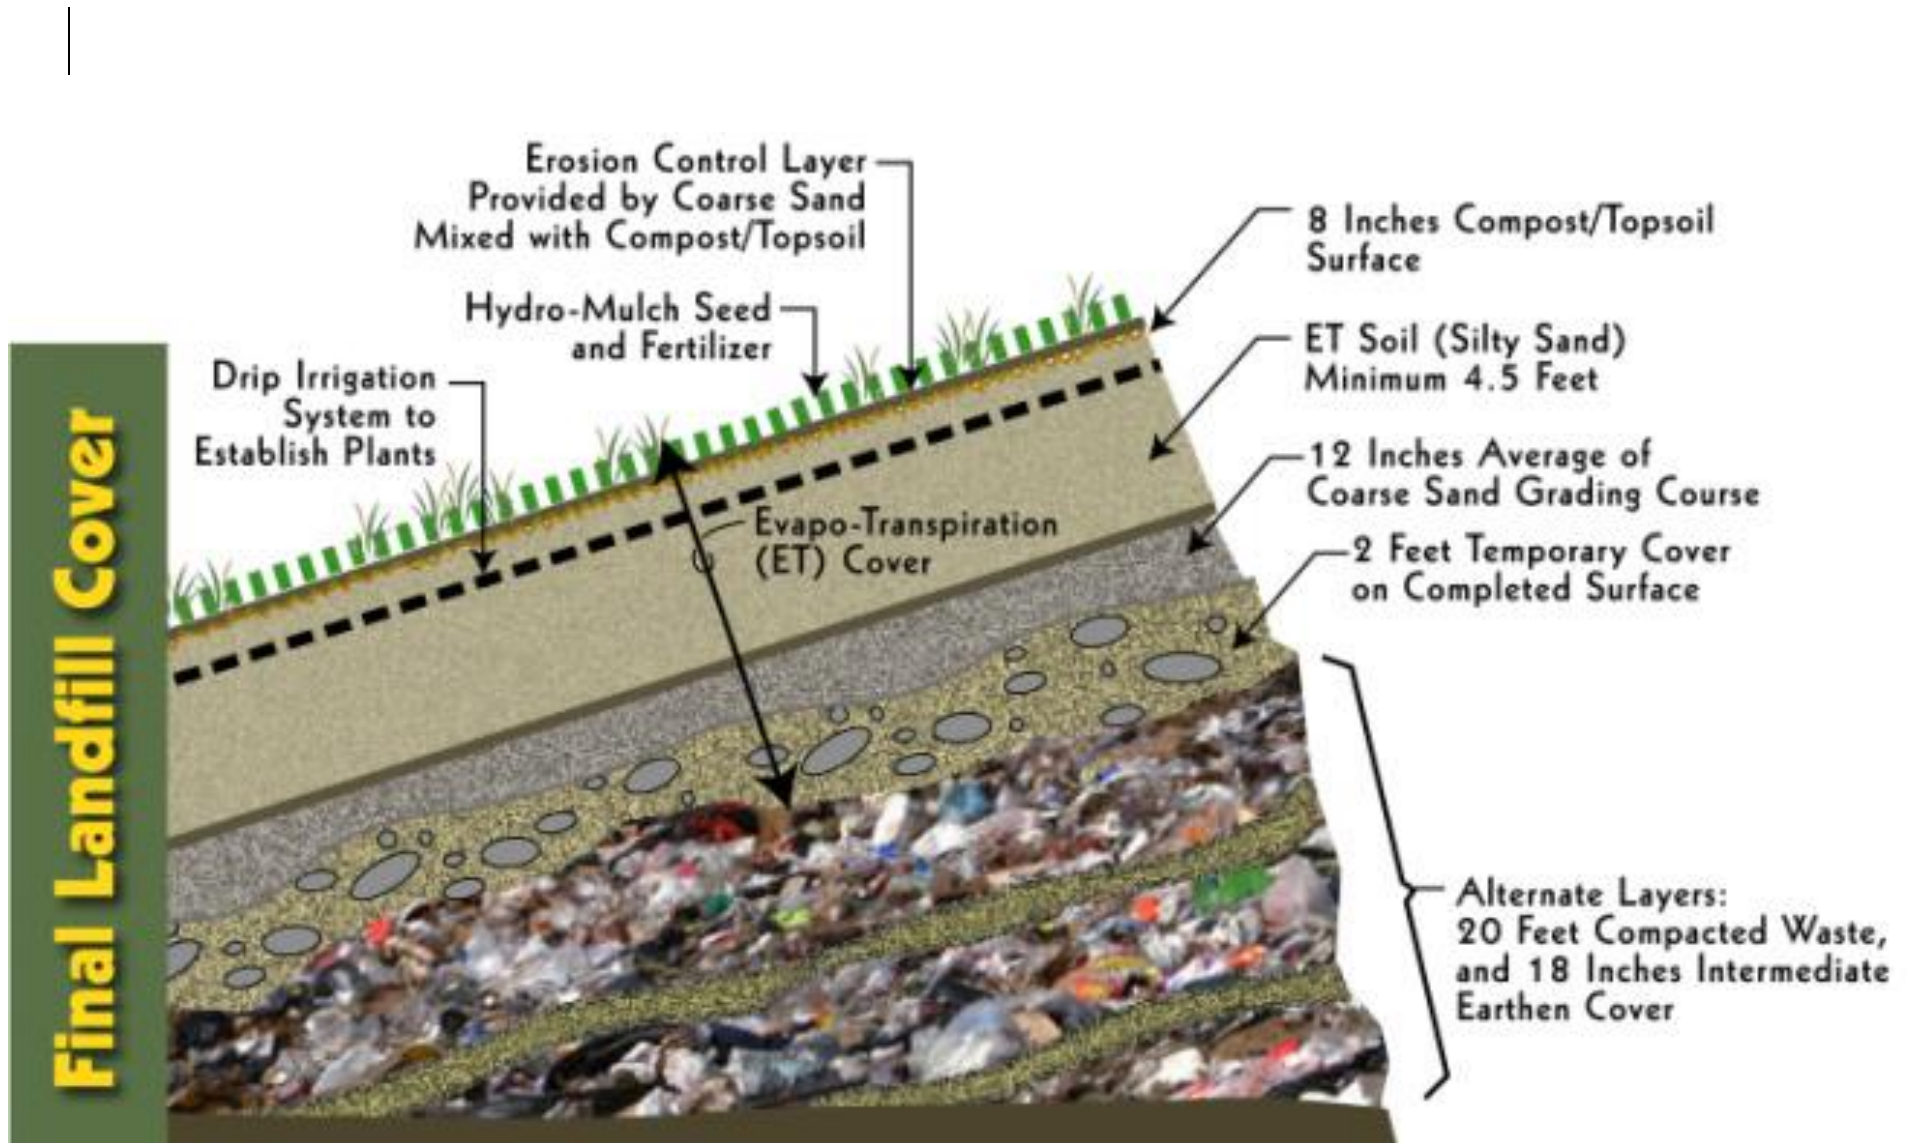 Final Landfill Cover
Erosion Control Layer
Provided by Coarse Sand
Mixed with Compost/Topsoil
Hydro-Mulch Seed
and Fertilizer
Drip Irrigation
System to
Establish Plants
Evapo-Transpiration
(ET) Cover
8 Inches Compost/Topsoil
Surface
ET Soil (Silty Sand)
Minimum 4.5 Feet
12 Inches Average of
Coarse Sand Grading Course
2 Feet Temporary Cover
on Completed Surface
Alternate Layers:
20 Feet Compacted Waste,
and 18 Inches Intermediate
Earthen Cover